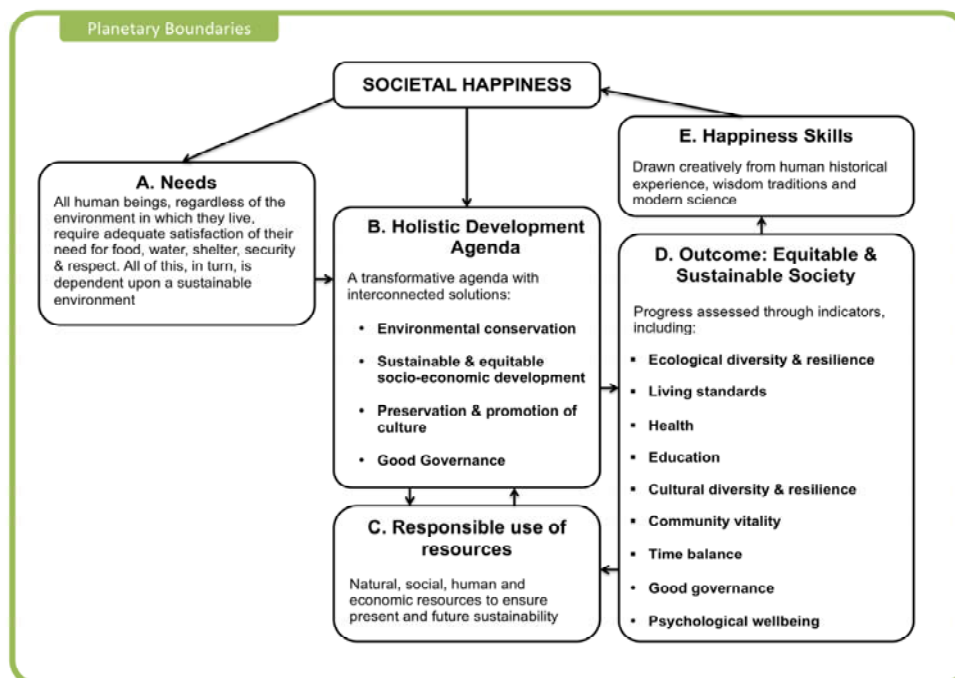 Planetary Boundaries
SOCIETAL HAPPINESS
A. Needs
All human beings, regardless of the
environment in which they live,
require adequate satisfaction of their
need for food, water, shelter, security
& respect. All of this, in turn, is
dependent upon a sustainable
environment
B. Holistic Development
Agenda
A transformative agenda with
interconnected solutions:
• Environmental conservation
• Sustainable & equitable
socio-economic development
• Preservation & promotion of
culture
• Good Governance
C. Responsible use of
resources
Natural, social, human and
economic resources to ensure
present and future sustainability
D. Outcome: Equitable &
Sustainable Society
Progress assessed through indicators,
including:
▪ Ecological diversity & resilience
▪ Living standards
▪ Health
▪ Education
▪ Cultural diversity & resilience
▪ Community vitality
▪ Time balance
▪ Good governance
▪ Psychological wellbeing
E. Happiness Skills
Drawn creatively from human historical
experience, wisdom traditions and
modern science